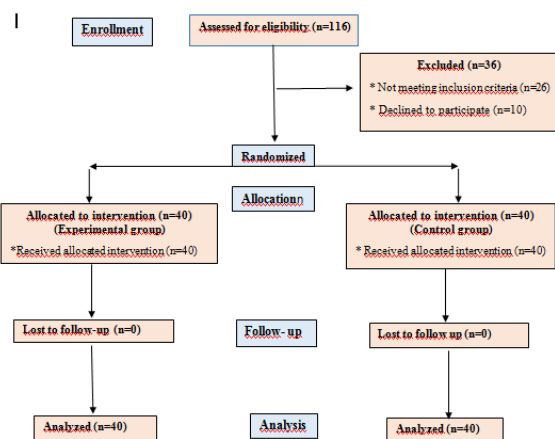 I
Enrollment
Assessed for eligibility (n=116)
Excluded (n=36)
* Not meeting inclusion criteria (n=26)
* Declined to participate (n=10)
Randomized
Allocationn
Allocated to intervention (n=40)
(Experimental group)
*Received allocated intervention (n=40)
Allocated to intervention (n=40)
(Control group)
* Received allocated intervention (n=40)
Lost to follow-up (n=0)
Follow- up
Lost to follow up (n=0)
Analyzed (n=40)
Analysis
Analyzed (n=40)